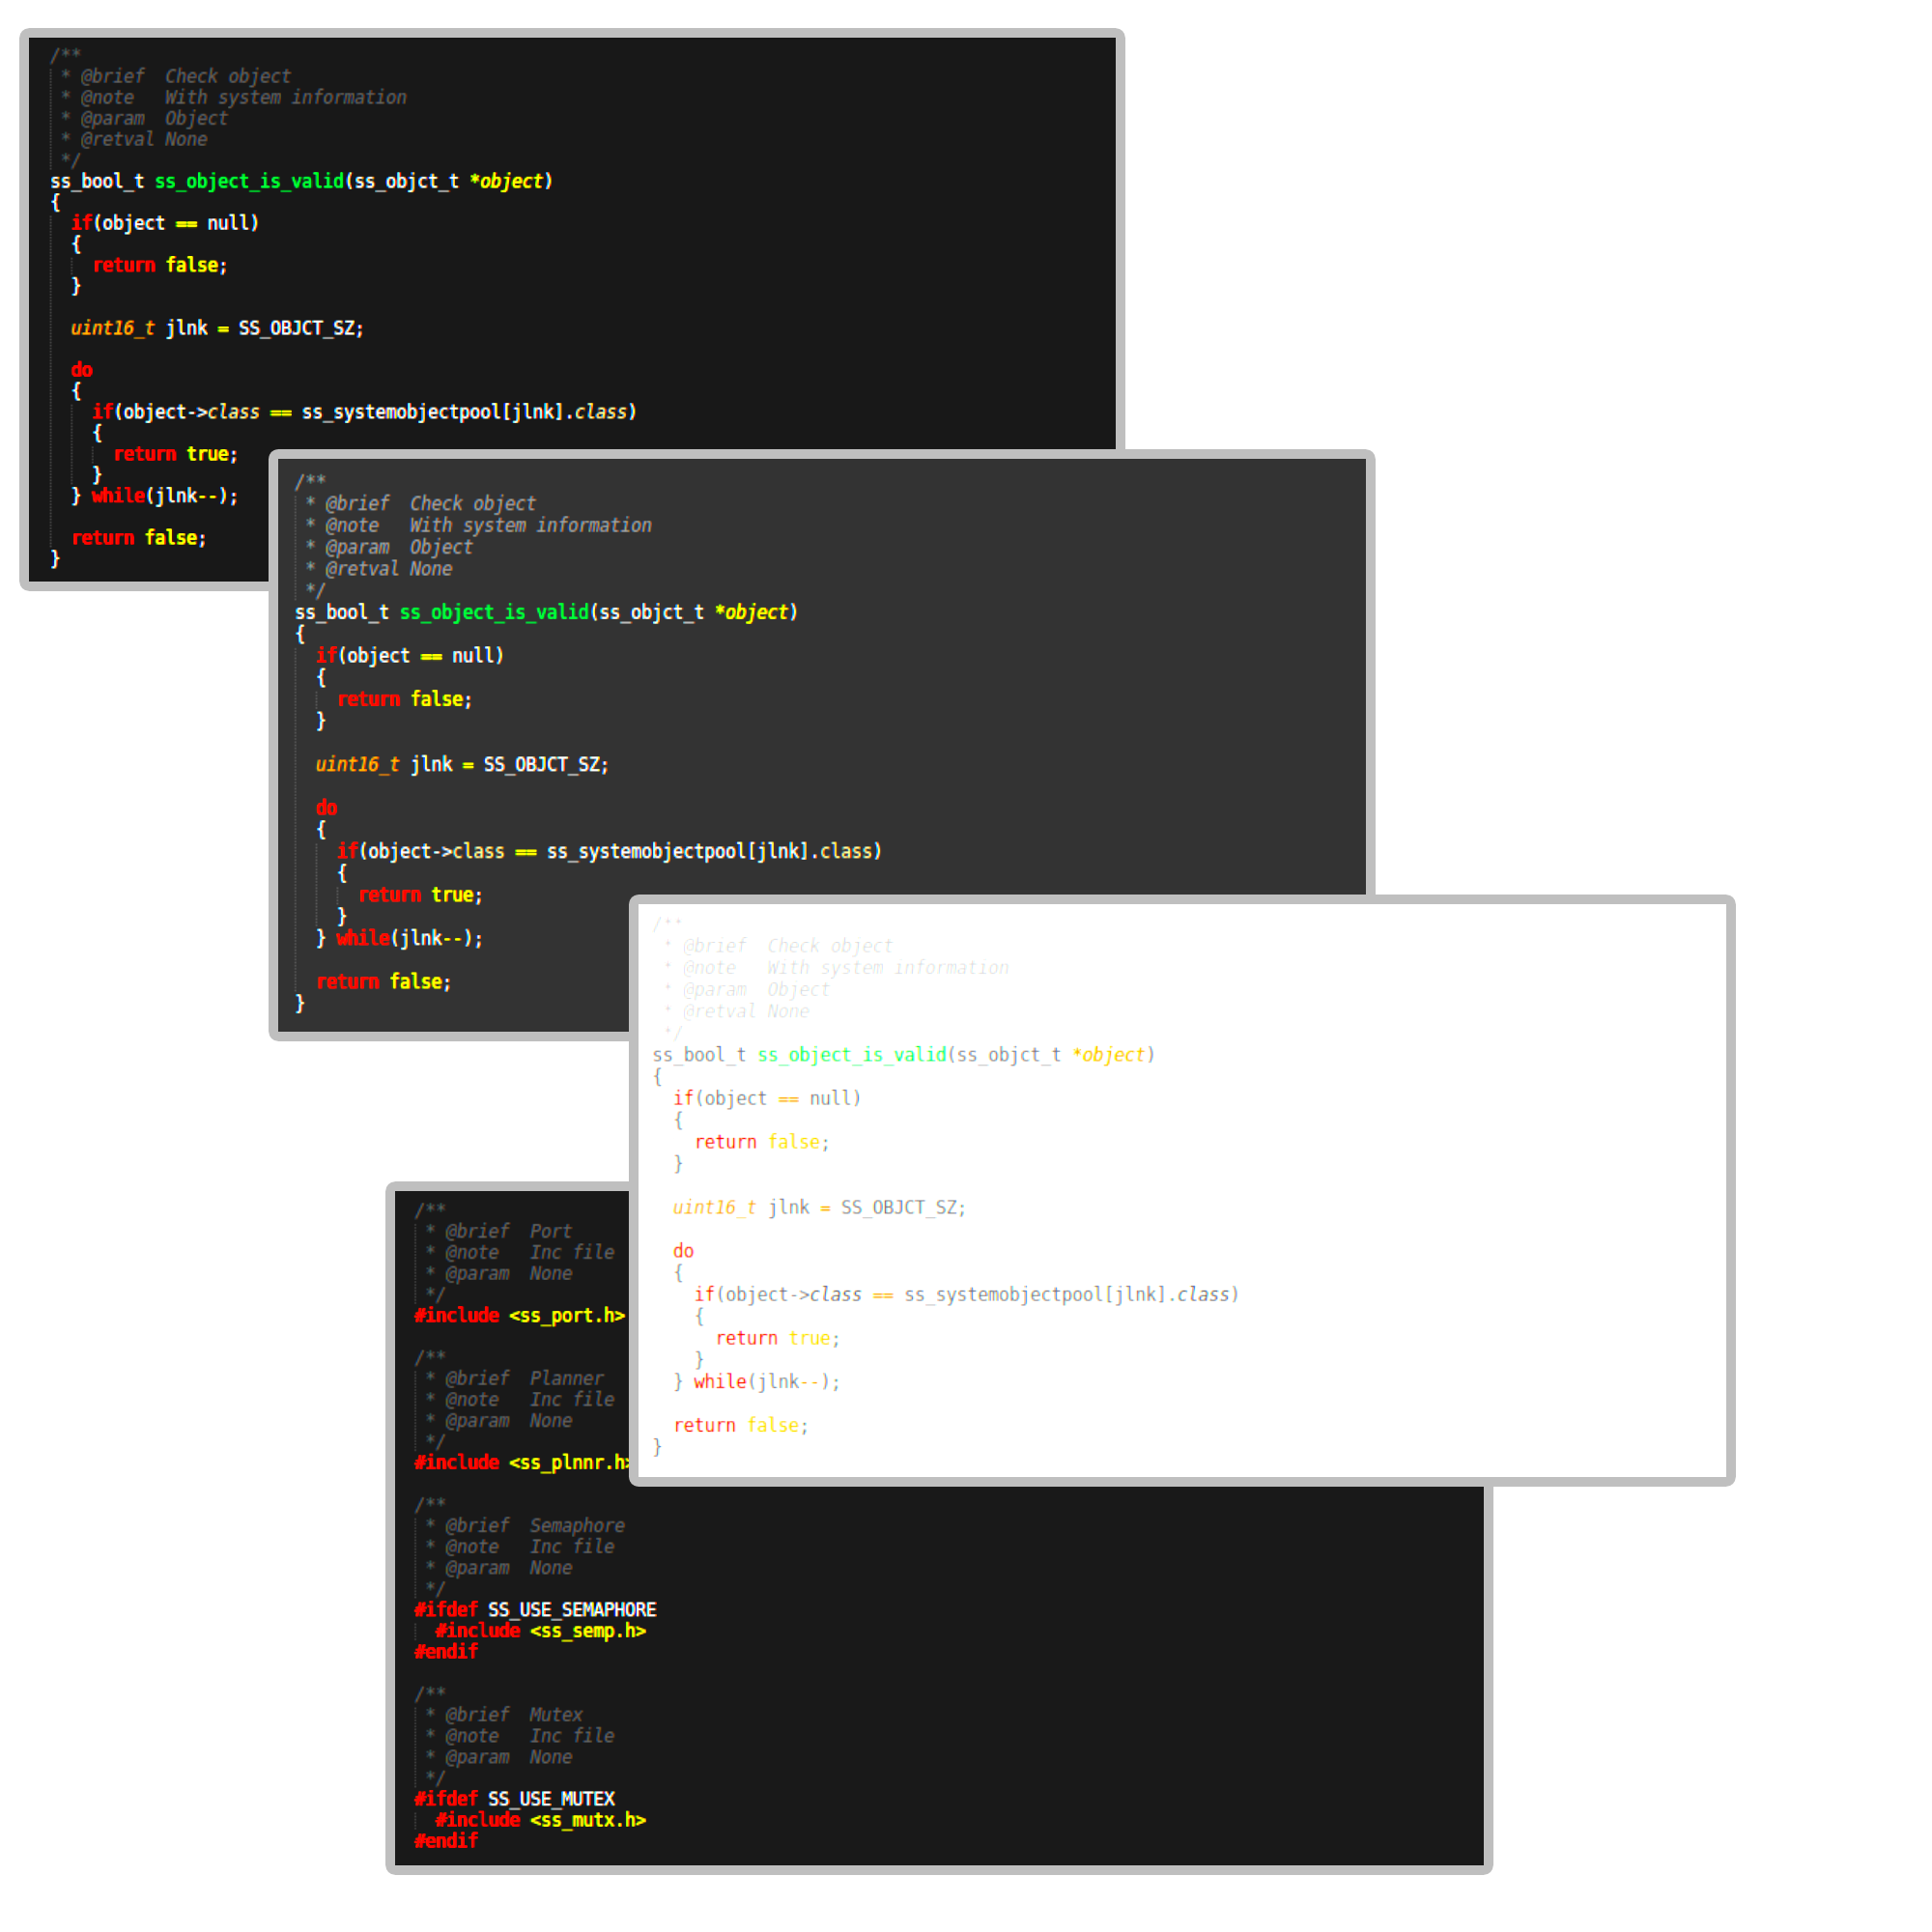 /**
 * @brief  Check object
 * @note   With system information
 * @param  Object
 * @retval None
 */
ss_bool_t ss_object_is_valid(ss_objct_t *object)
{
  if(object == null)
  {
    return false;
  }

  uint16_t jlnk = SS_OBJCT_SZ;

  do
  {
    if(object->class == ss_systemobjectpool[jlnk].class)
    {
      return true;
    }
  } while(jlnk--);

  return false;
}
/**
 * @brief  Check object
 * @note   With system information
 * @param  Object
 * @retval None
 */
ss_bool_t ss_object_is_valid(ss_objct_t *object)
{
  if(object == null)
  {
    return false;
  }

  uint16_t jlnk = SS_OBJCT_SZ;

  do
  {
    if(object->class == ss_systemobjectpool[jlnk].class)
    {
      return true;
    }
  } while(jlnk--);

  return false;
}
/**
 * @brief  Check object
 * @note   With system information
 * @param  Object
 * @retval None
 */
ss_bool_t ss_object_is_valid(ss_objct_t *object)
{
  if(object == null)
  {
    return false;
  }

  uint16_t jlnk = SS_OBJCT_SZ;

  do
  {
    if(object->class == ss_systemobjectpool[jlnk].class)
    {
      return true;
    }
  } while(jlnk--);

  return false;
}
/**
 * @brief  Port
 * @note   Inc file
 * @param  None
 */
#include <ss_port.h>

/**
 * @brief  Planner
 * @note   Inc file
 * @param  None
 */
#include <ss_plnnr.h>

/**
 * @brief  Semaphore
 * @note   Inc file
 * @param  None
 */
#ifdef SS_USE_SEMAPHORE
  #include <ss_semp.h>
#endif

/**
 * @brief  Mutex
 * @note   Inc file
 * @param  None
 */
#ifdef SS_USE_MUTEX
  #include <ss_mutx.h>
#endif